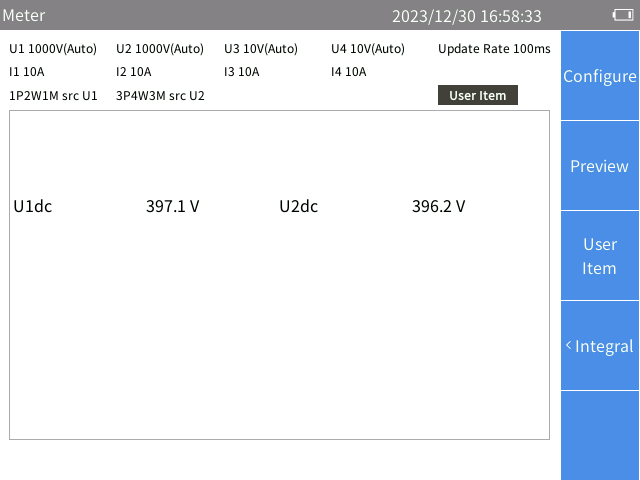 Meter 2023/12/30 16:58:33
U1 1000V(Auto) U2 1000V(Auto) U3 10V(Auto) U4 10V(Auto) Update Rate 100ms
I1 10A I2 10A I3 10A I4 10A
1P2W1M src U1 3P4W3M src U2 User Item
U1dc 397.1 V U2dc 396.2 V
Configure
Preview
User
Item
< Integral